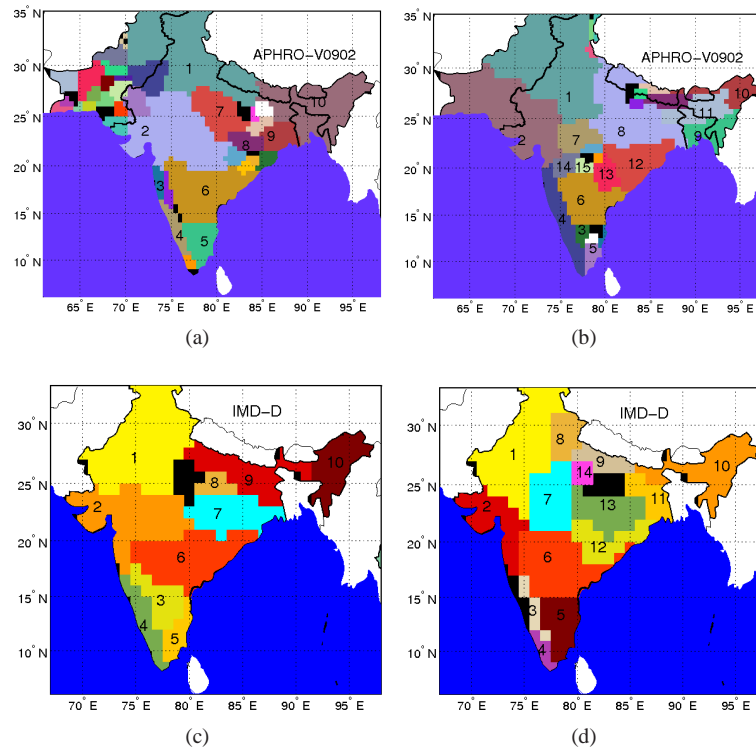 35° N
30° N
25° N
20° N
15° N
10° N
65° E
70° E
75° E
80° E
85° E
90° E
95° E
APHRO-V0902
1
2
7
10
9
8
6
13
4
5
(a)
35° N
30° N
25° N
20° N
15° N
10° N
65° E
70° E
75° E
80° E
85° E
90° E
95° E
APHRO-V0902
1
2
10
11
8
9
7
14
15
13
12
6
4
3
5
(b)
30° N
25° N
20° N
15° N
10° N
70° E
75° E
80° E
85° E
90° E
95° E
IMD-D
1
10
9
8
2
7
6
3
4
5
(c)
30° N
25° N
20° N
15° N
10° N
70° E
75° E
80° E
85° E
90° E
95° E
IMD-D
8
1
9
10
14
7
11
2
13
12
6
3
5
4
(d)